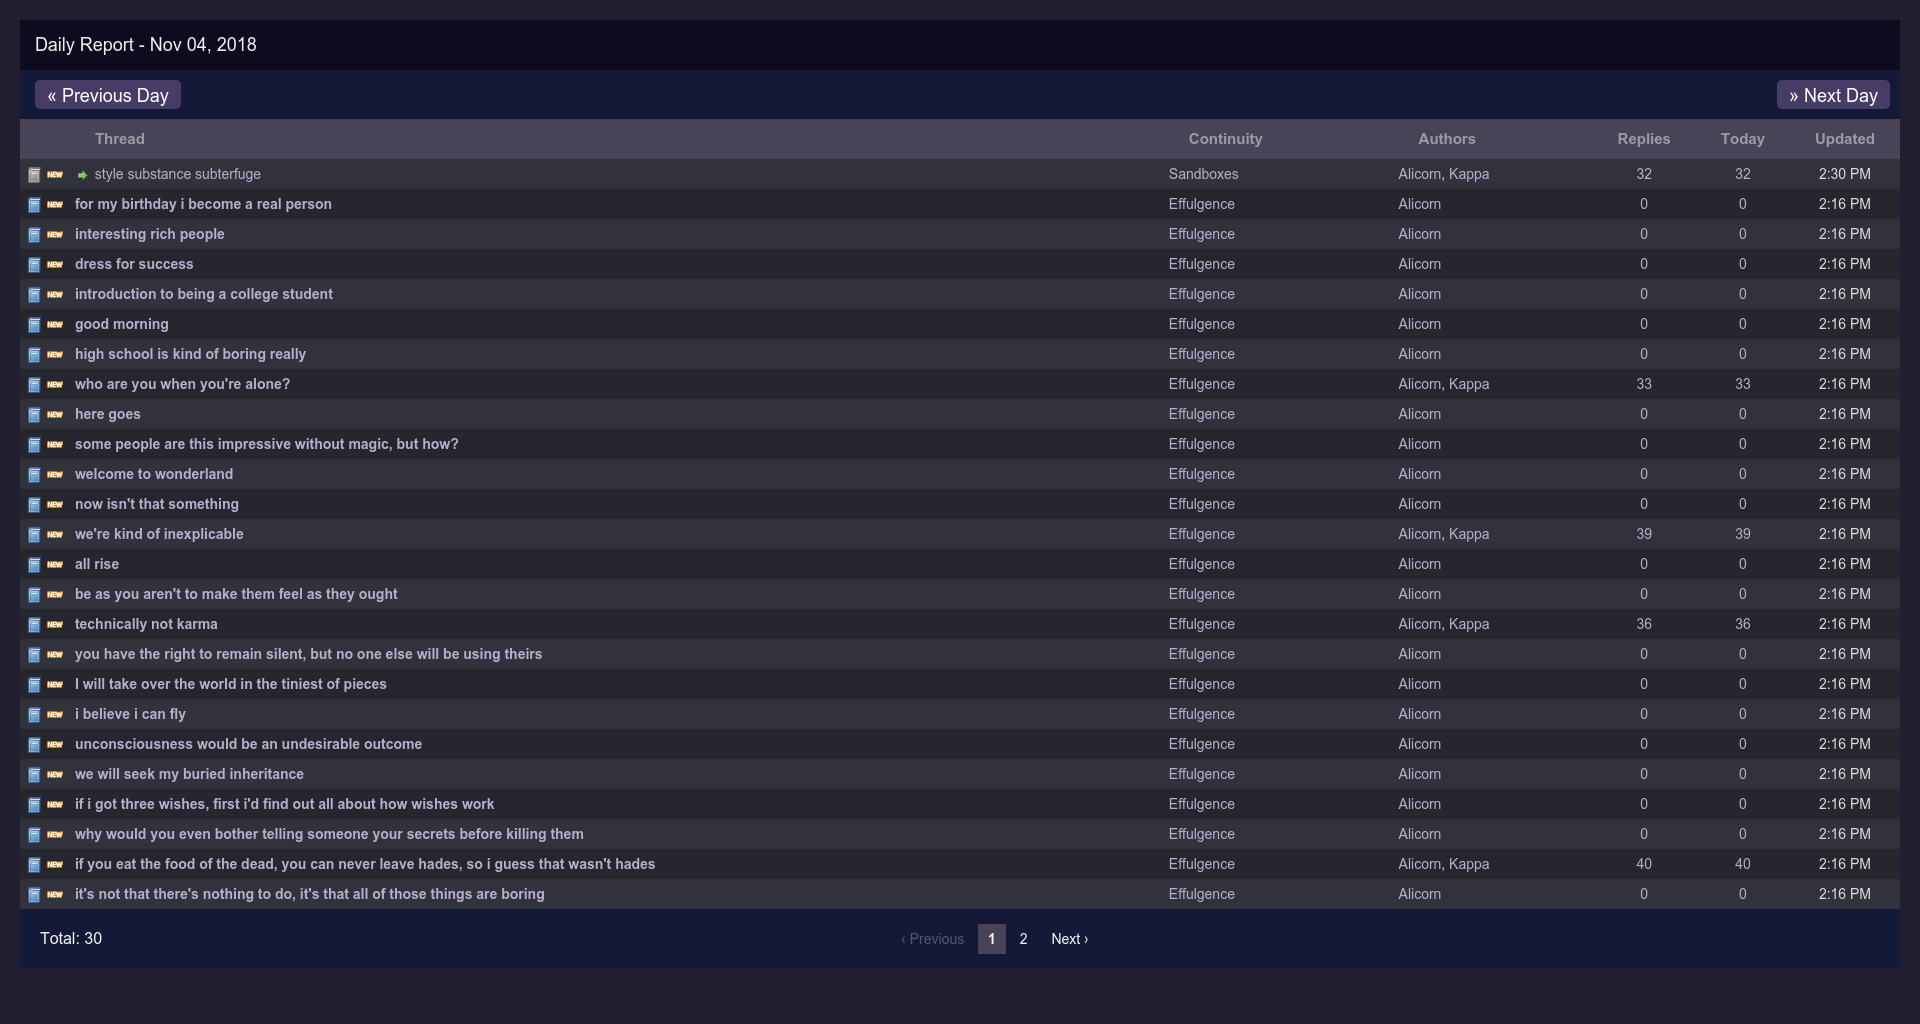 Daily Report - Nov 04, 2018
« Previous Day » Next Day
Thread Continuity Authors Replies Today Updated
NEW style substance subterfuge Sandboxes Alicorn, Kappa 32 32 2:30 PM
NEW for my birthday i become a real person Effulgence Alicorn 0 0 2:16 PM
NEW interesting rich people Effulgence Alicorn 0 0 2:16 PM
NEW dress for success Effulgence Alicorn 0 0 2:16 PM
NEW introduction to being a college student Effulgence Alicorn 0 0 2:16 PM
NEW good morning Effulgence Alicorn 0 0 2:16 PM
NEW high school is kind of boring really Effulgence Alicorn 0 0 2:16 PM
NEW who are you when you're alone? Effulgence Alicorn, Kappa 33 33 2:16 PM
NEW here goes Effulgence Alicorn 0 0 2:16 PM
NEW some people are this impressive without magic, but how? Effulgence Alicorn 0 0 2:16 PM
NEW welcome to wonderland Effulgence Alicorn 0 0 2:16 PM
NEW now isn't that something Effulgence Alicorn 0 0 2:16 PM
NEW we're kind of inexplicable Effulgence Alicorn, Kappa 39 39 2:16 PM
NEW all rise Effulgence Alicorn 0 0 2:16 PM
NEW be as you aren't to make them feel as they ought Effulgence Alicorn 0 0 2:16 PM
NEW technically not karma Effulgence Alicorn, Kappa 36 36 2:16 PM
NEW you have the right to remain silent, but no one else will be using theirs Effulgence Alicorn 0 0 2:16 PM
NEW I will take over the world in the tiniest of pieces Effulgence Alicorn 0 0 2:16 PM
NEW i believe i can fly Effulgence Alicorn 0 0 2:16 PM
NEW unconsciousness would be an undesirable outcome Effulgence Alicorn 0 0 2:16 PM
NEW we will seek my buried inheritance Effulgence Alicorn 0 0 2:16 PM
NEW if i got three wishes, first i'd find out all about how wishes work Effulgence Alicorn 0 0 2:16 PM
NEW why would you even bother telling someone your secrets before killing them Effulgence Alicorn 0 0 2:16 PM
NEW if you eat the food of the dead, you can never leave hades, so i guess that wasn't hades Effulgence Alicorn, Kappa 40 40 2:16 PM
NEW it's not that there's nothing to do, it's that all of those things are boring Effulgence Alicorn 0 0 2:16 PM
Total: 30 ‹ Previous 1 2 Next ›